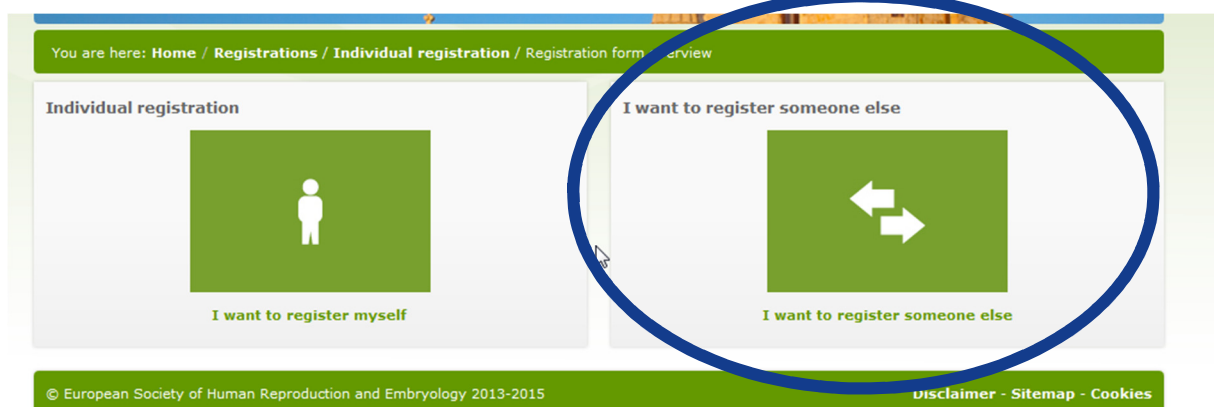 You are here: Home / Registrations / Individual registration / Registration form overview
Individual registration
I want to register myself
I want to register someone else
I want to register someone else
© European Society of Human Reproduction and Embryology 2013-2015
Disclaimer - Sitemap - Cookies